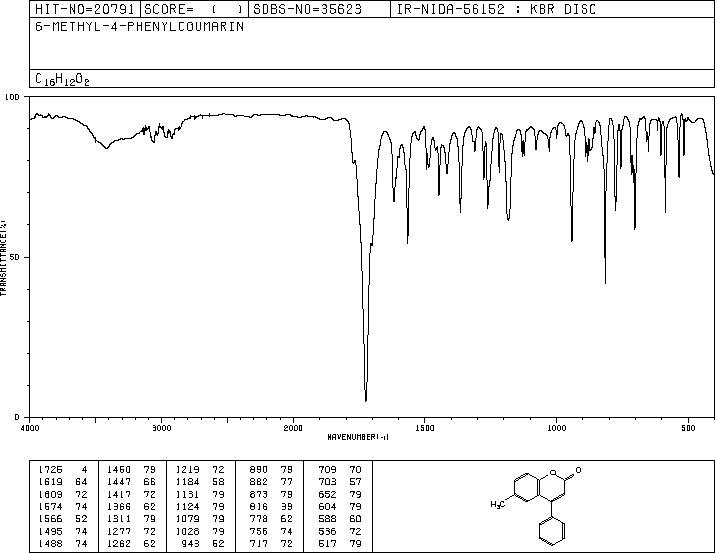 HIT-NO=20791 SCORE= ( ) SDBS-NO=35623 IR-NIDA-56152 : KBR DISC
6-METHYL-4-PHENYLCOUMARIN
C16H12O2
100
50
0
TRANSMITTANCE(%)
4000 3000 2000 1500 1000 500
WAVENUMBER(-1)
1725 4 1460 79 1219 72 890 79 709 70
1619 64 1447 66 1184 58 882 77 703 57
1609 72 1417 72 1131 79 873 79 652 79
1574 74 1366 62 1124 79 816 39 604 79
1566 52 1311 79 1079 79 778 62 588 60
1495 74 1277 72 1028 79 756 74 536 72
1488 74 1262 62 943 52 717 72 517 79
O O
H3C